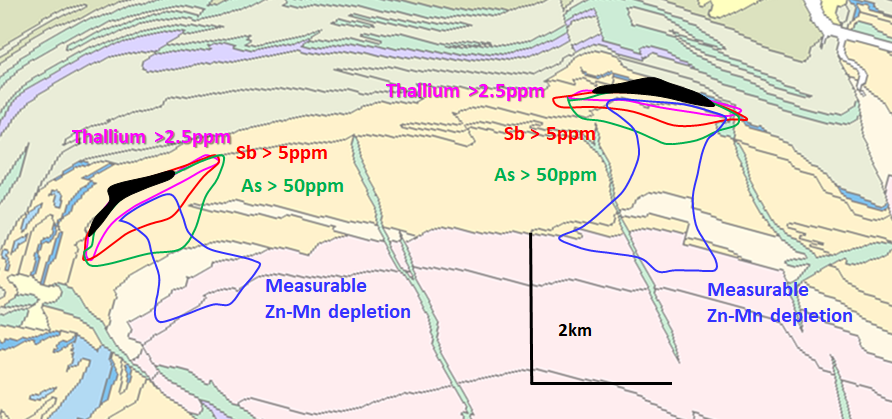 Thallium >2.5ppm
Sb > 5ppm
As > 50ppm
Thallium >2.5ppm
Sb > 5ppm
As > 50ppm
Measurable
Zn-Mn depletion
Measurable
Zn-Mn depletion
2km